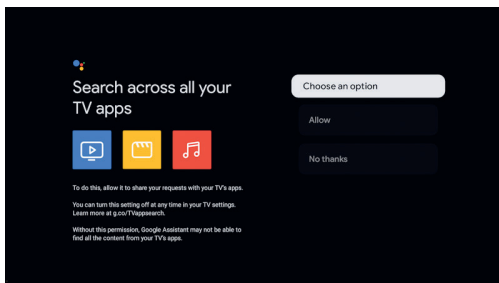 Search across all your
TV apps
To do this, allow it to share your requests with your TV's apps.
You can turn this setting off at any time in your TV settings.
Learn more at g.co/TVappsearch.
Without this permission, Google Assistant may not be able to
find all the content from your TV's apps.
Choose an option
Allow
No thanks